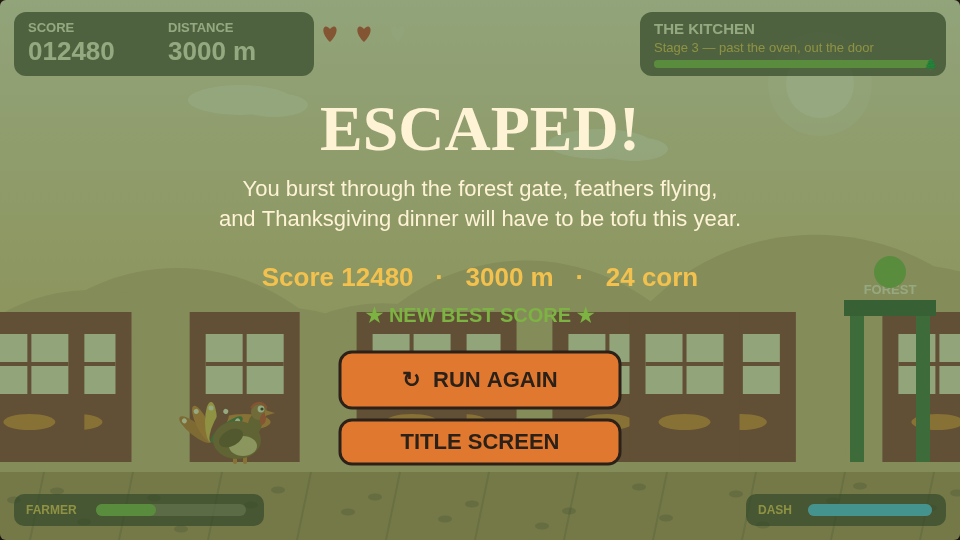 SCORE
DISTANCE
012480
3000 m
THE KITCHEN
Stage 3 — past the oven, out the door
ESCAPED!
You burst through the forest gate, feathers flying,
and Thanksgiving dinner will have to be tofu this year.
Score 12480 · 3000 m · 24 corn
FOREST
★ NEW BEST SCORE ★
↻ RUN AGAIN
TITLE SCREEN
FARMER
DASH